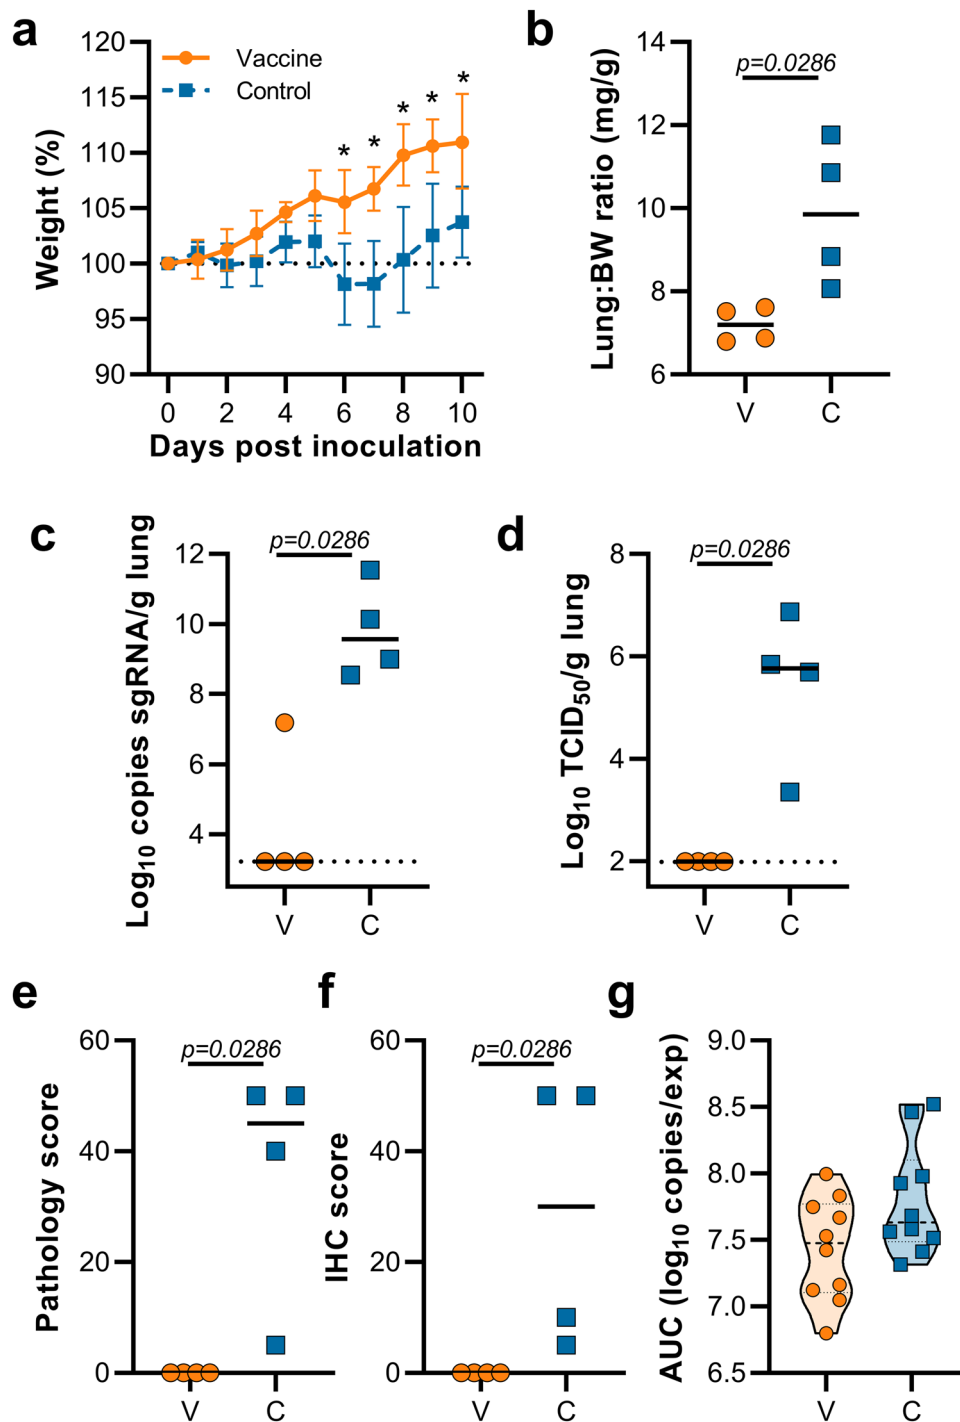 a
120
115
110
105
100
95
90
Weight (%)
Vaccine
Control
* * * * *
0 2 4 6 8 10
Days post inoculation
b
14
12
10
8
6
Lung:BW ratio (mg/g)
p=0.0286
V C
c
12
10
8
6
4
Log10 copies sgRNA/g lung
p=0.0286
V C
d
8
6
4
2
Log10 TCID50/g lung
p=0.0286
V C
e
60
40
20
0
Pathology score
p=0.0286
V C
f
60
40
20
0
IHC score
p=0.0286
V C
g
9.0
8.5
8.0
7.5
7.0
6.5
AUC (log10 copies/exp)
V C